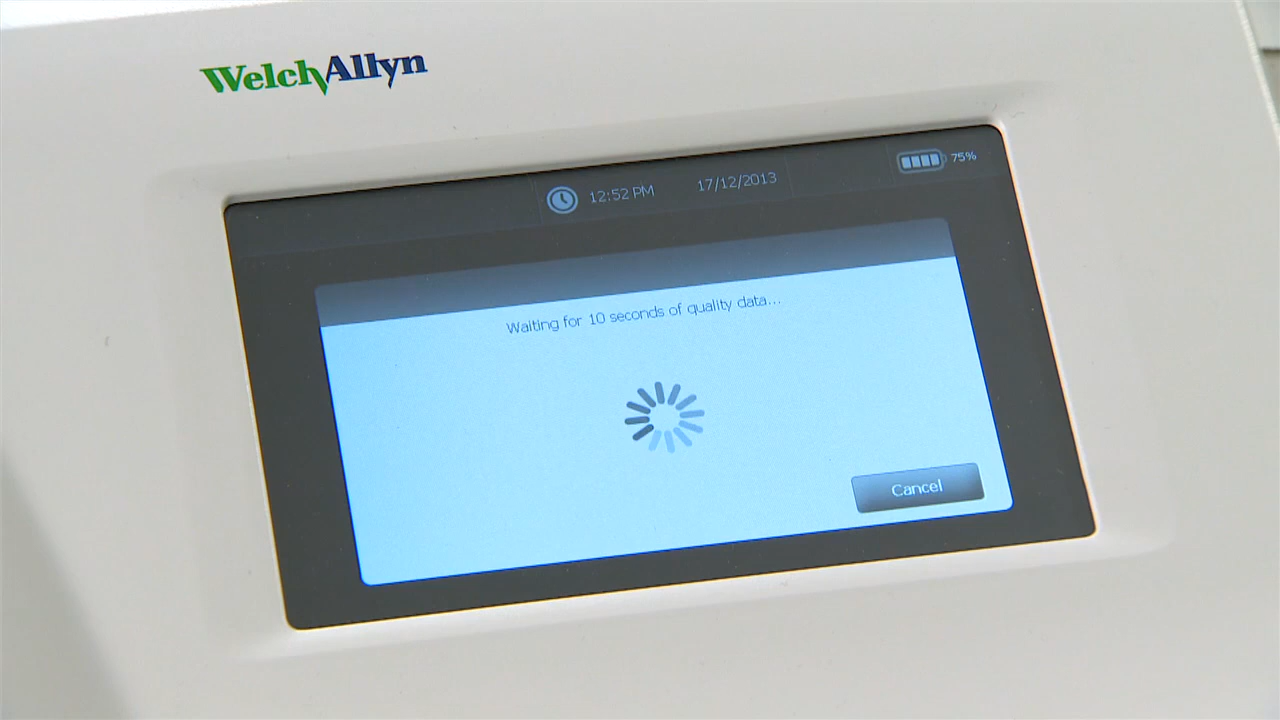 WelchAllyn
12:52 PM 17/12/2013 75%
Waiting for 10 seconds of quality data...
Cancel